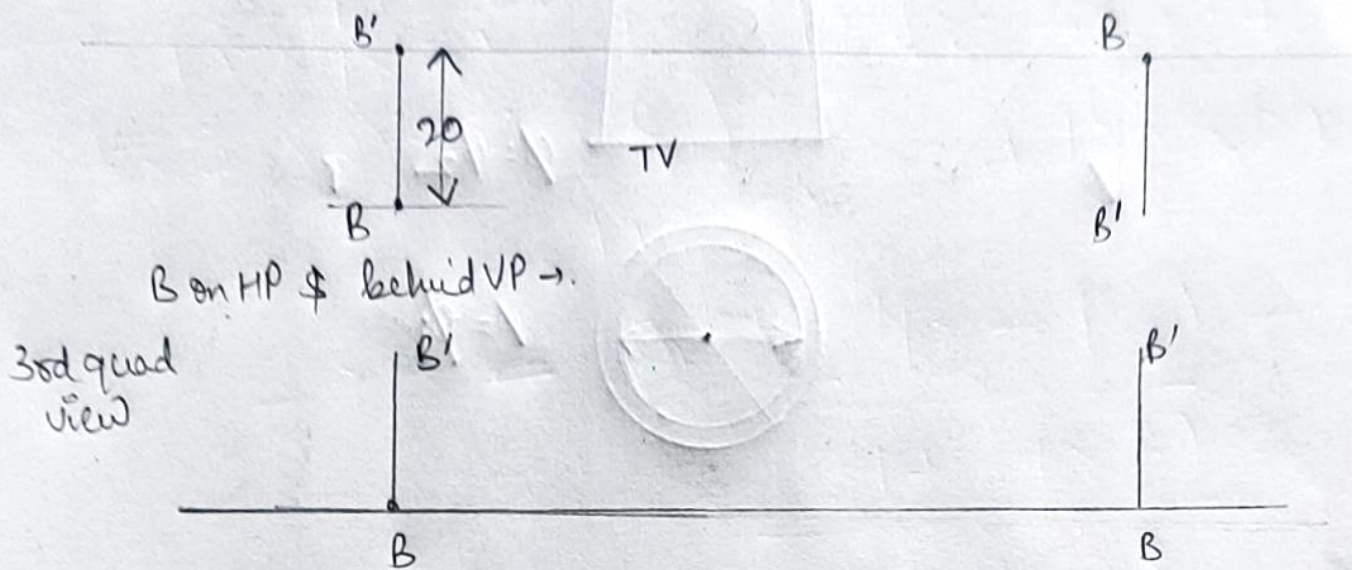 B' B
20
TV
B B'
B on HP $ behind VP →.
3rd quad B' B'
view
B B